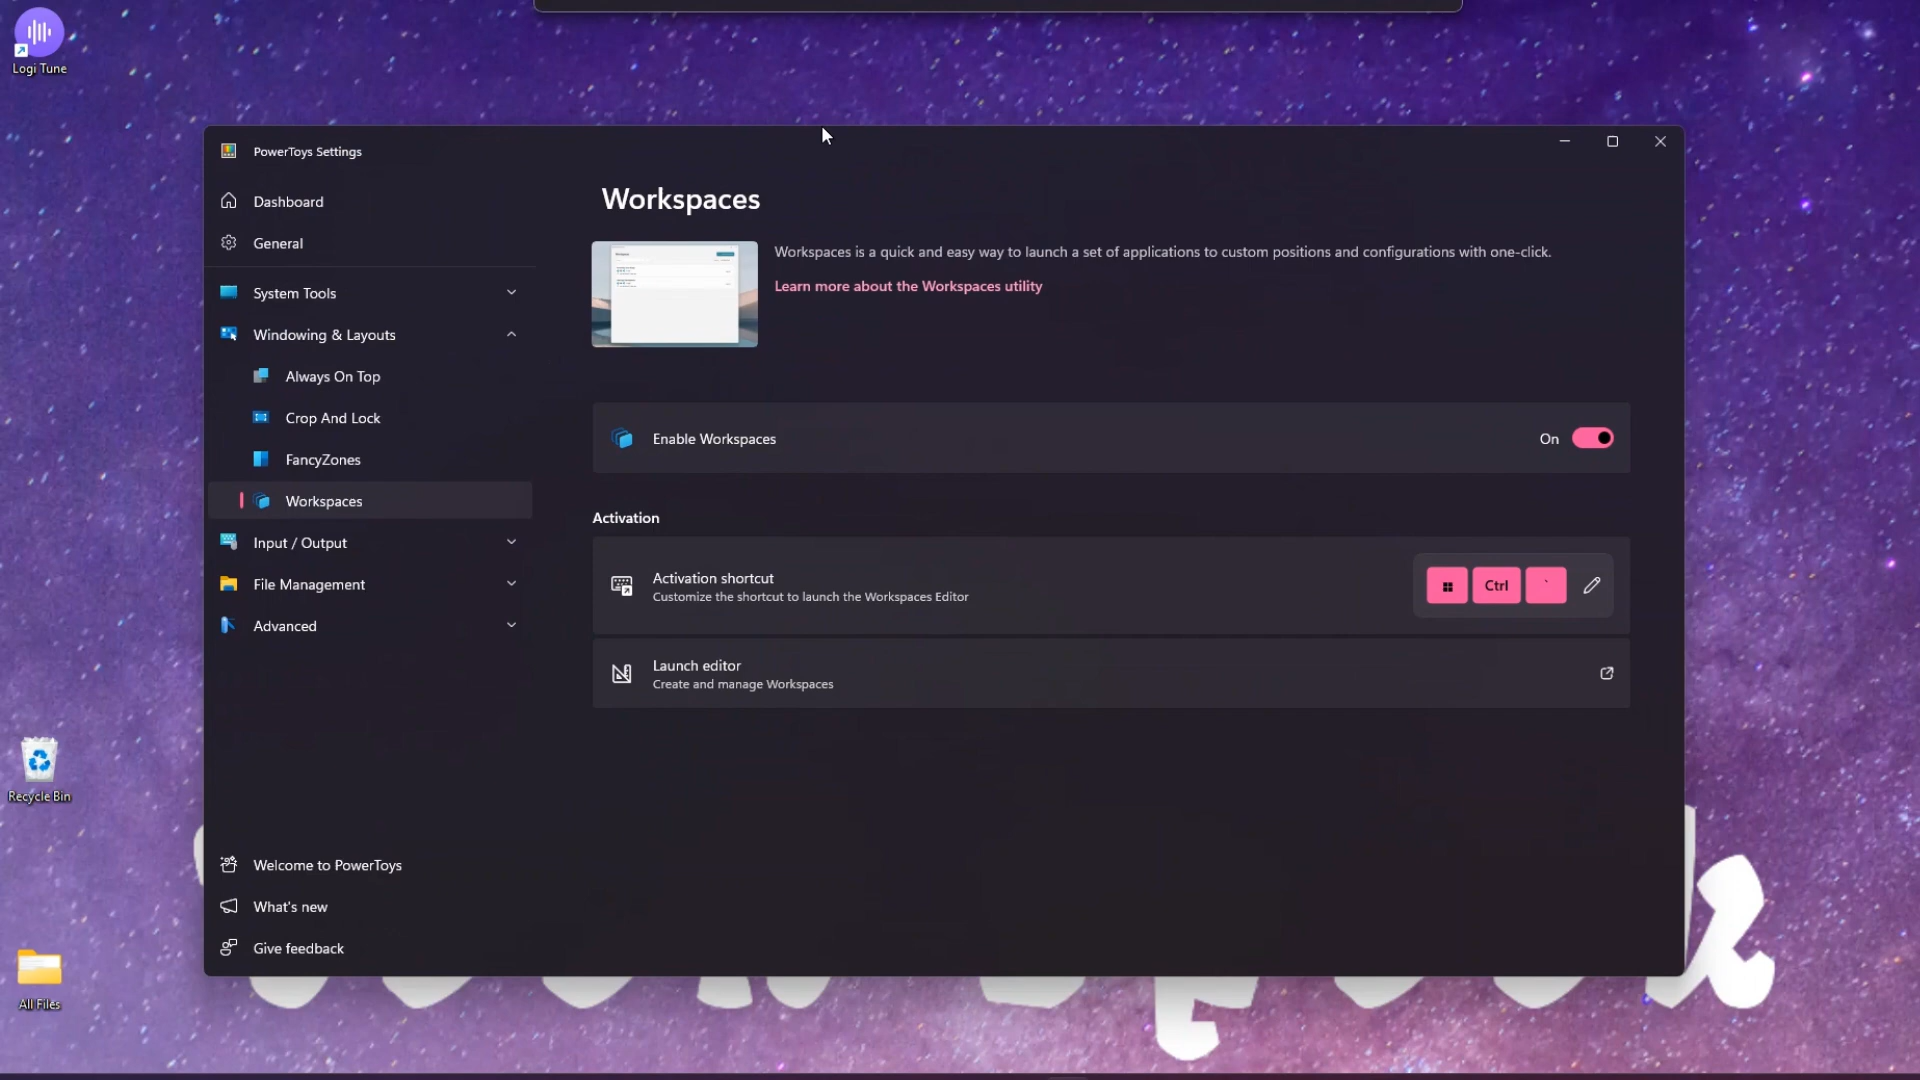 Logi Tune
PowerToys Settings
Dashboard
General
System Tools
Windowing & Layouts
Always On Top
Crop And Lock
FancyZones
Workspaces
Input / Output
File Management
Advanced
Welcome to PowerToys
What's new
Give feedback
Workspaces
Workspaces is a quick and easy way to launch a set of applications to custom positions and configurations with one-click.
Learn more about the Workspaces utility
Enable Workspaces
On
Activation
Activation shortcut
Customize the shortcut to launch the Workspaces Editor
Ctrl `
Launch editor
Create and manage Workspaces
Recycle Bin
All Files